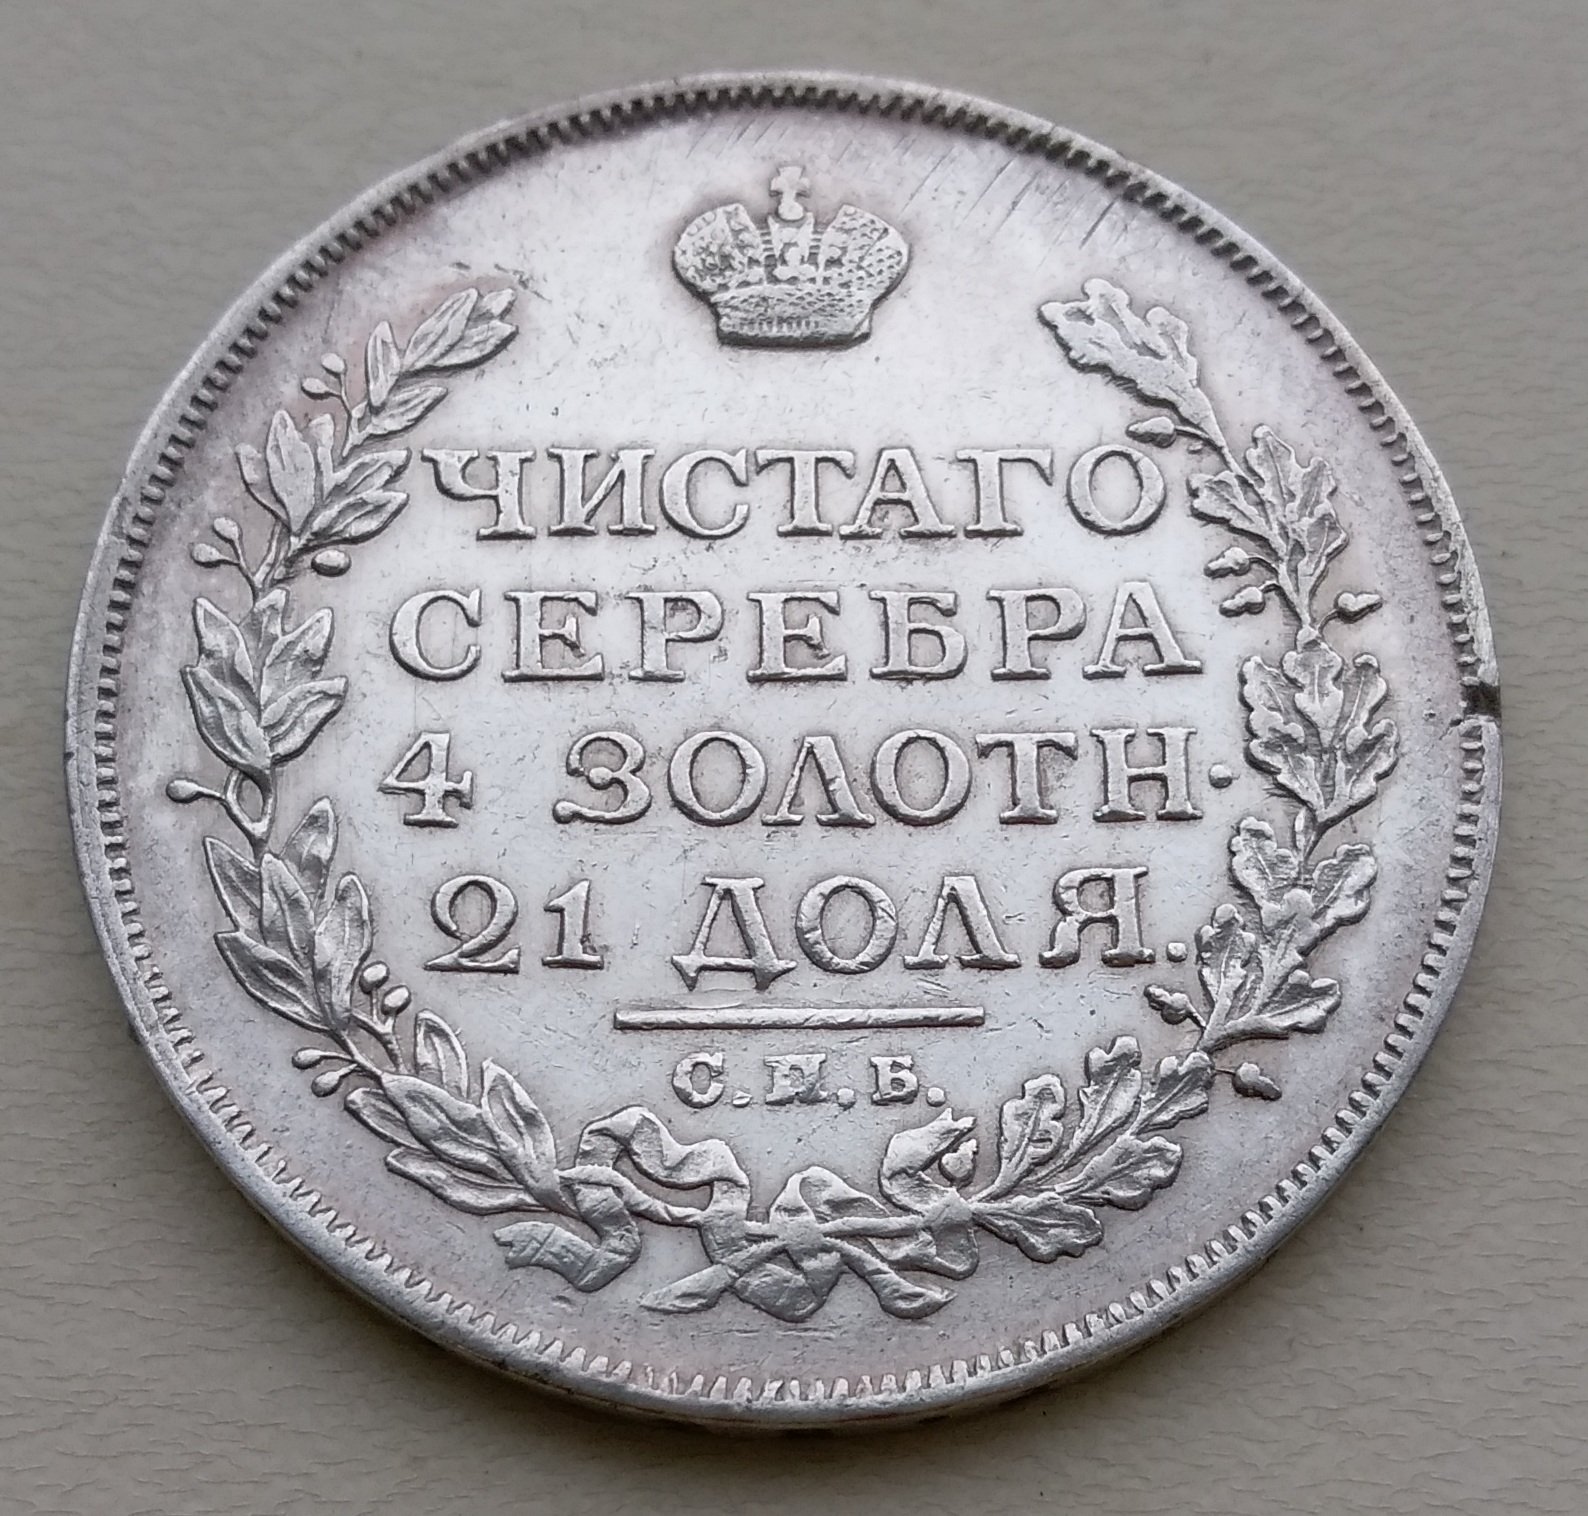 ЧИСТАГО
СЕРЕБРА
4 ЗОЛОТН.
21 ДОЛЯ.
С.П.Б.